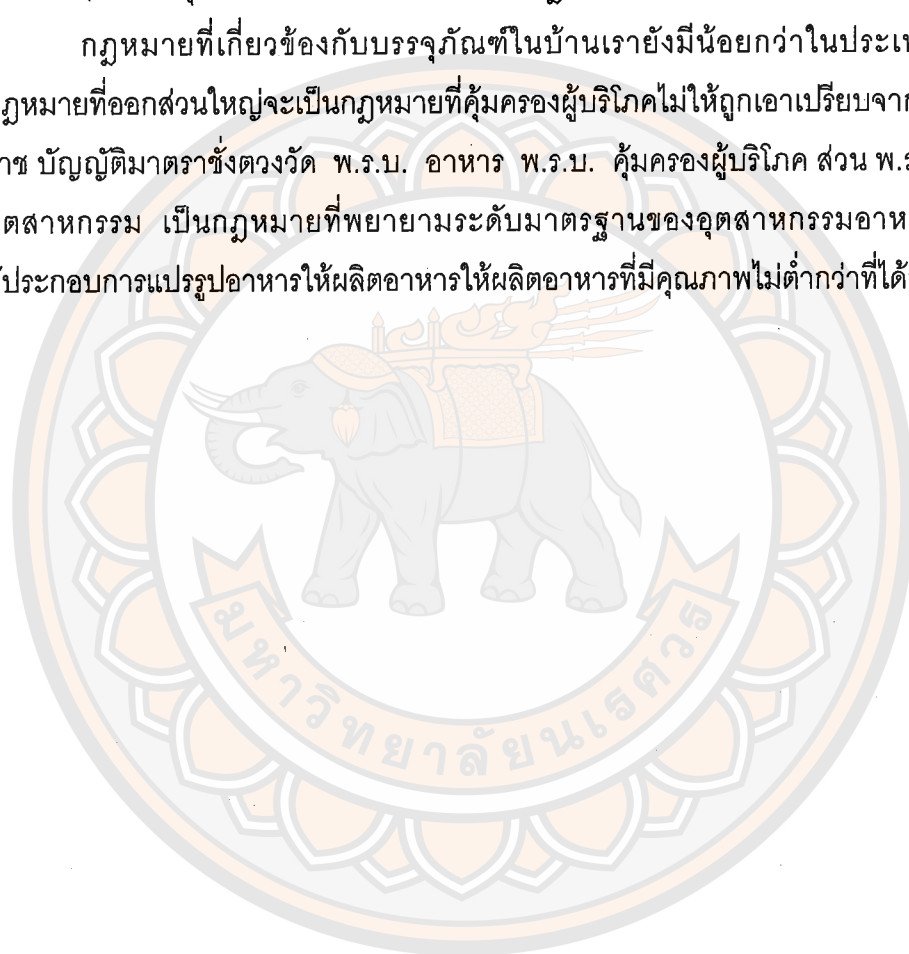 กฎหมายที่เกี่ยวข้องกับบรรจุภัณฑ์ในบ้านเรายังมีน้อยกว่าในประเท
ฎหมายที่ออกส่วนใหญ่จะเป็นกฎหมายที่คุ้มครองผู้บริโภคไม่ให้ถูกเอาเปรียบจาก
าช บัญญัติมาตราชั่งตวงวัด พ.ร.บ. อาหาร พ.ร.บ. คุ้มครองผู้บริโภค ส่วน พ.ร
ตสาหกรรม เป็นกฎหมายที่พยายามระดับมาตรฐานของอุตสาหกรรมอาห
ประกอบการแปรรูปอาหารให้ผลิตอาหารให้ผลิตอาหารที่มีคุณภาพไม่ต่ำกว่าที่ได้
มหาวิทยาลัยนเรศวร